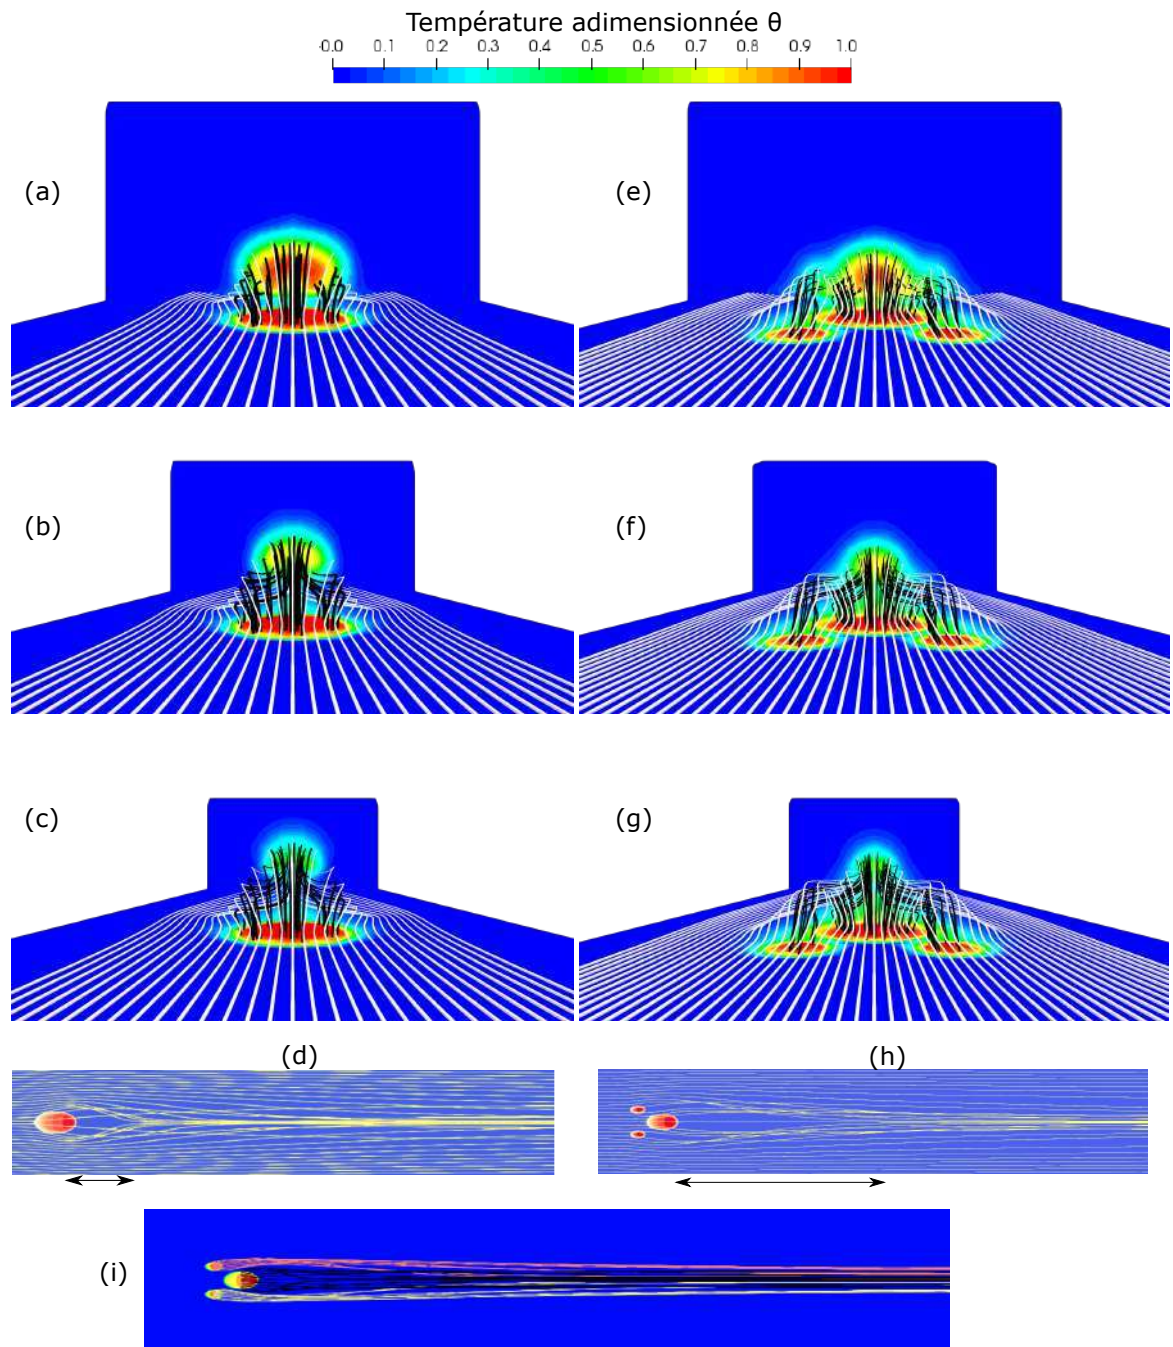 Température adimensionnée θ
-0.0 0.1 0.2 0.3 0.4 0.5 0.6 0.7 0.8 0.9 1.0
(a)
(e)
(b)
(f)
(c)
(g)
(d)
(h)
(i)